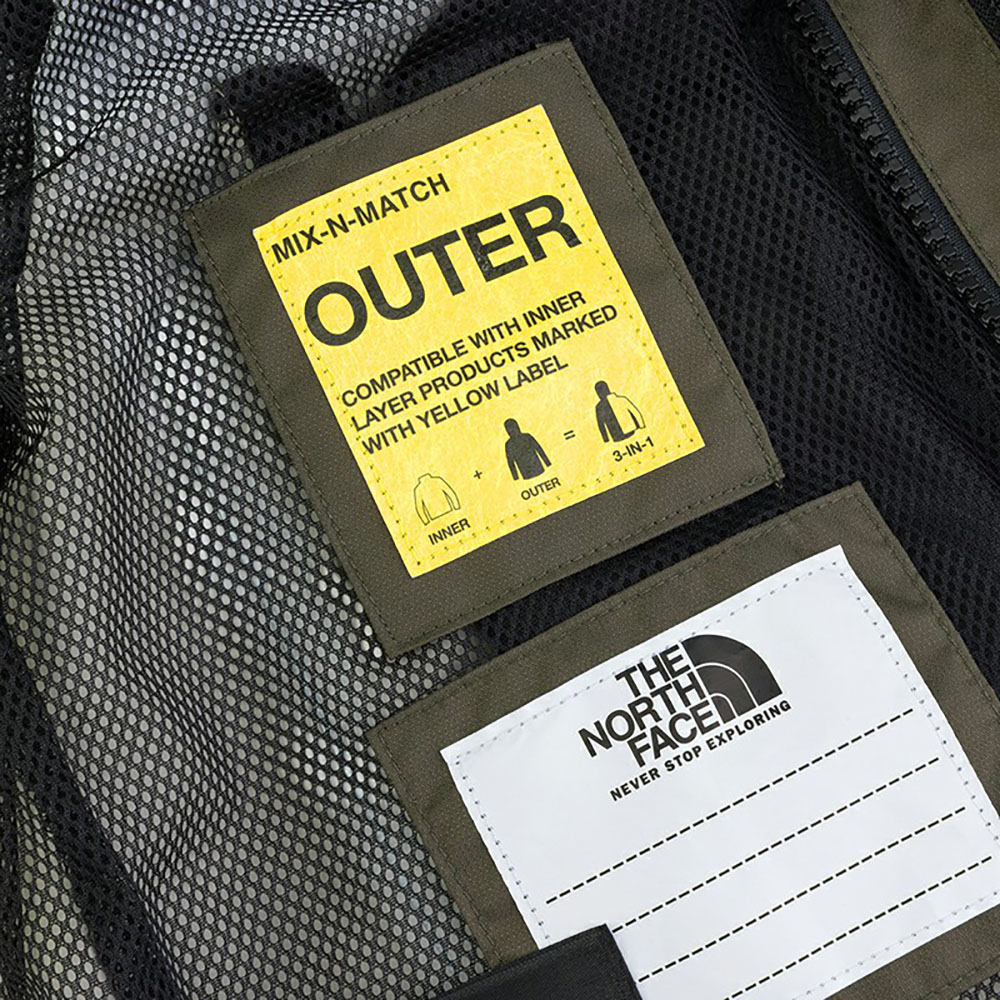 MIX-N-MATCH
OUTER
COMPATIBLE WITH INNER
LAYER PRODUCTS MARKED
WITH YELLOW LABEL
+ =
INNER OUTER 3-IN-1
THE
NORTH
FACE
NEVER STOP EXPLORING